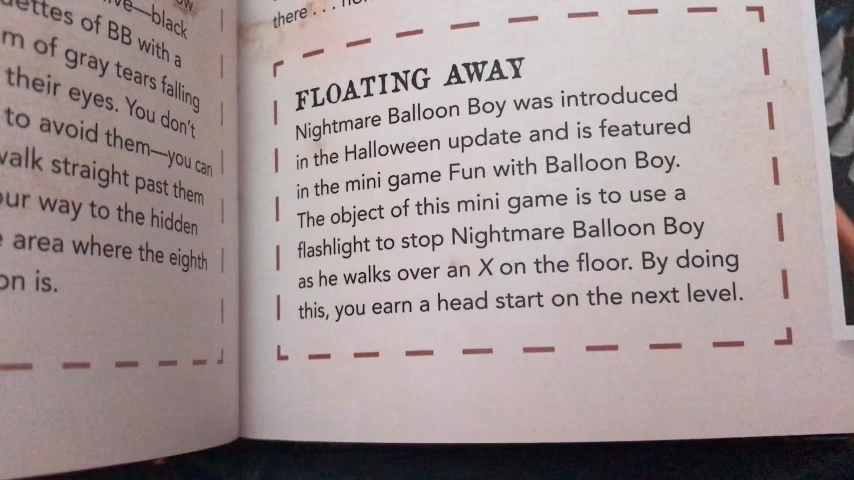 ve—black
ettes of BB with a
m of gray tears falling
their eyes. You don't
to avoid them—you can
walk straight past them
our way to the hidden
area where the eighth
on is.
there . . .
FLOATING AWAY
Nightmare Balloon Boy was introduced
in the Halloween update and is featured
in the mini game Fun with Balloon Boy.
The object of this mini game is to use a
flashlight to stop Nightmare Balloon Boy
as he walks over an X on the floor. By doing
this, you earn a head start on the next level.